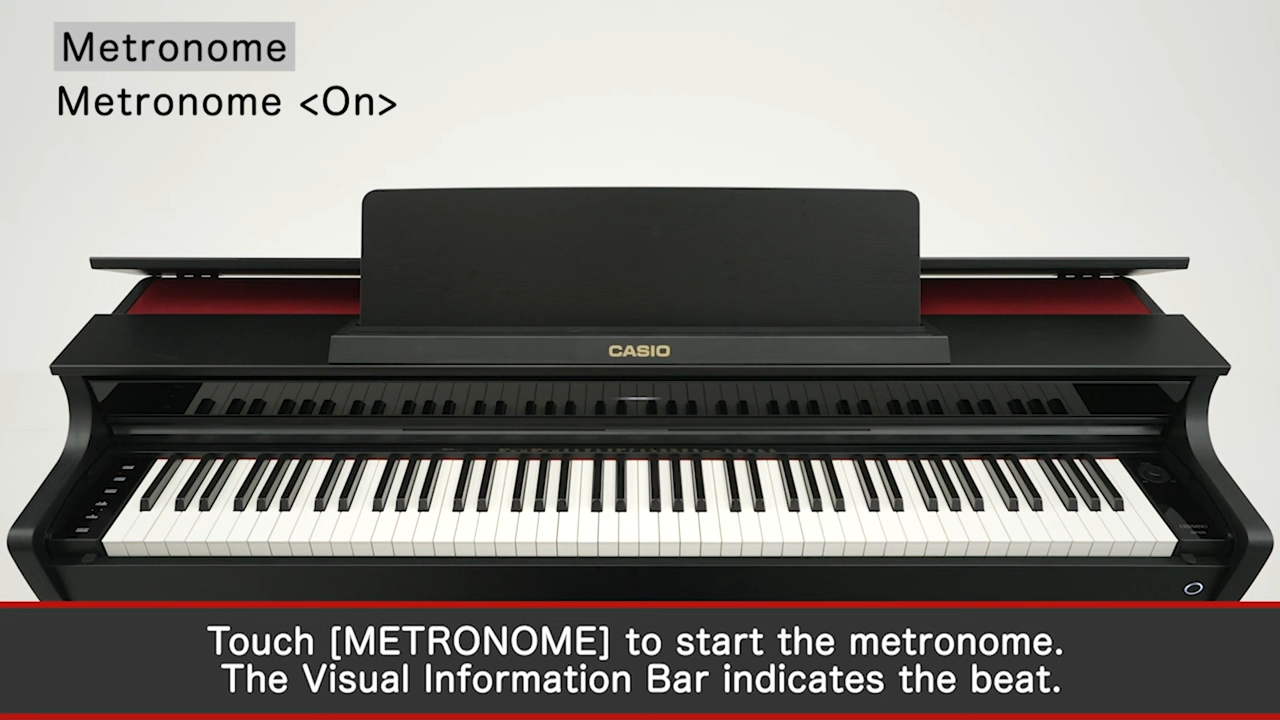 Metronome
Metronome <On>
CASIO
Touch [METRONOME] to start the metronome.
The Visual Information Bar indicates the beat.